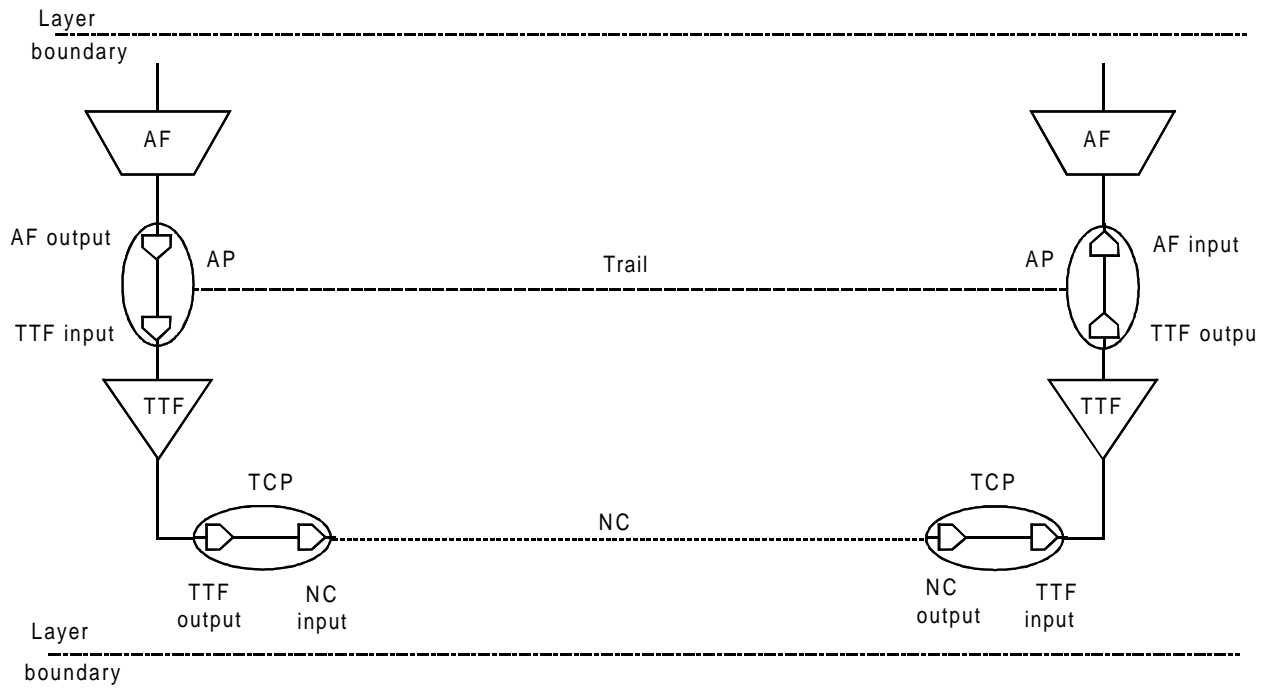 Layer
boundary
AF
AF
AF output
AP
Trail
AP
AF input
TTF input
TTF outpu
TTF
TTF
TCP
TCP
NC
TTF
output
NC
input
NC
output
TTF
input
Layer
boundary